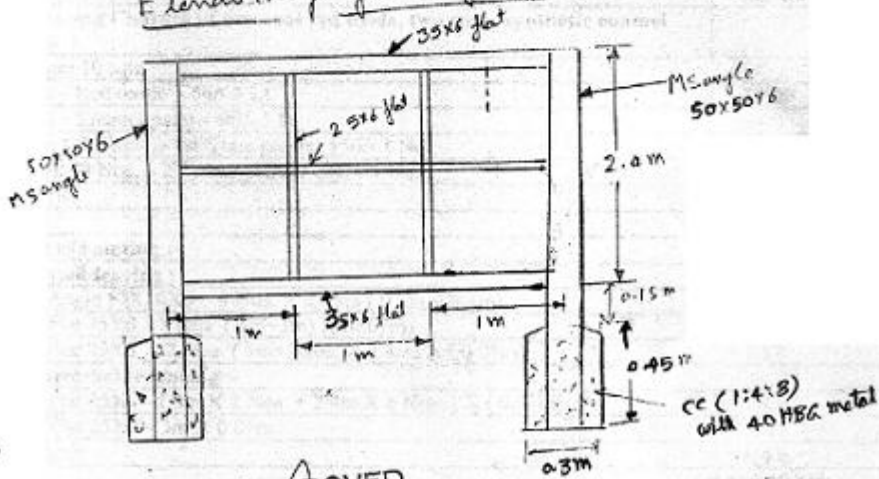 35x6 flat
MS angle
50x50x6
50x50x6
MS angle
25x6 flat
2.0m
0.15m
35x6 flat
1m
1m
1m
0.45m
CC (1:4:8)
with 40 HBG metal
0.3m